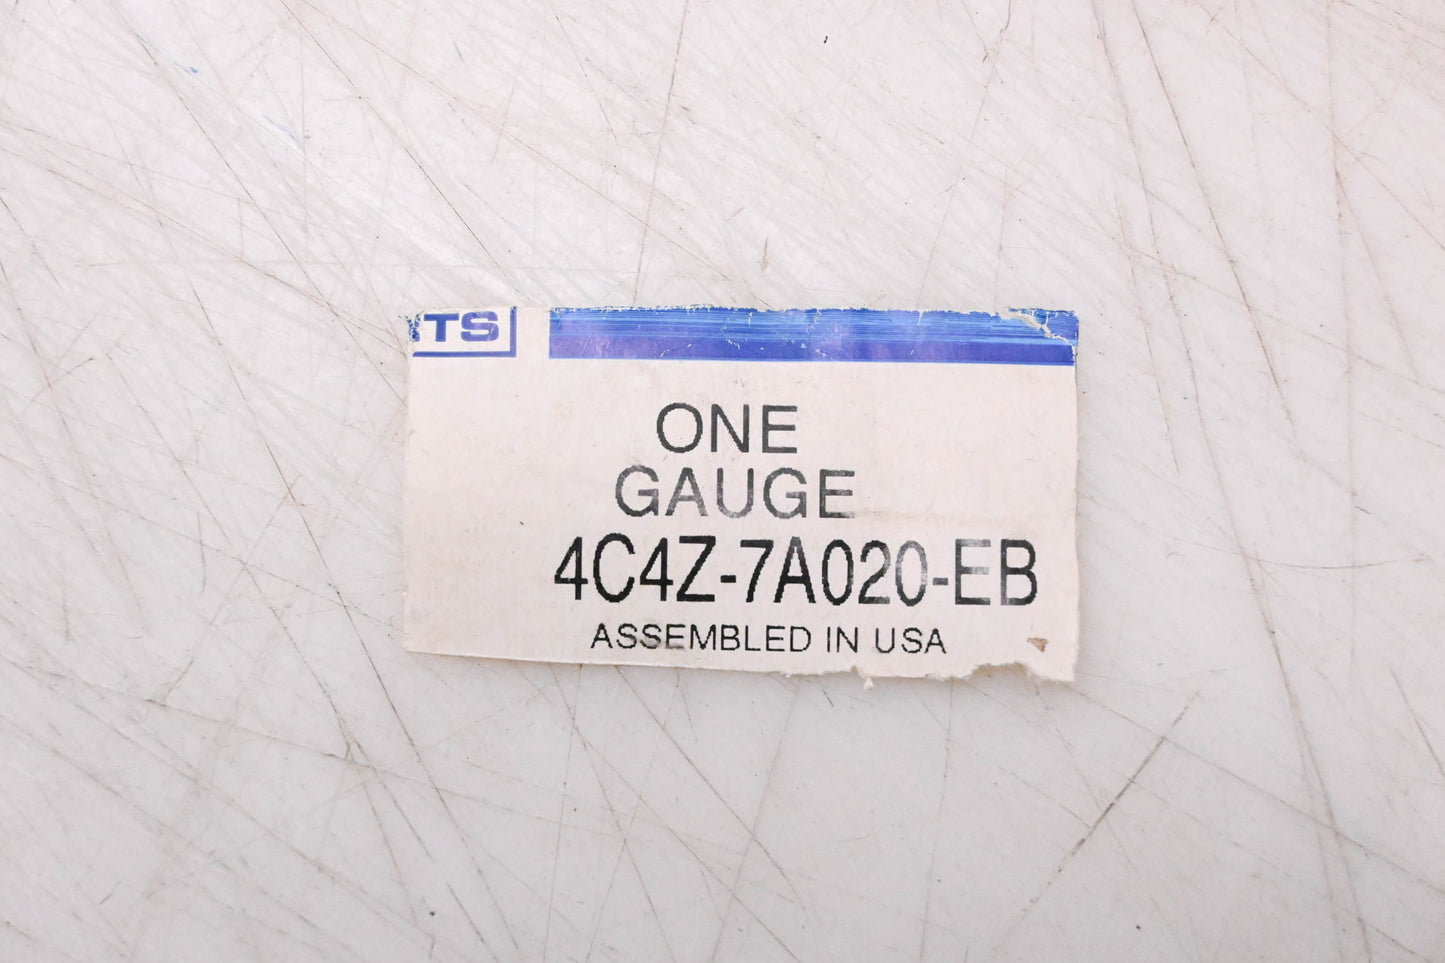 TS
ONE
GAUGE
4C4Z-7A020-EB
ASSEMBLED IN USA